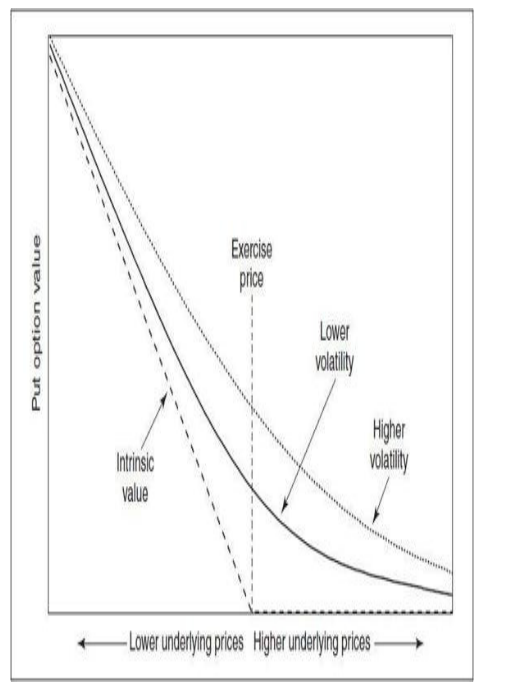 Put option value
Exercise
price
Lower
volatility
Higher
volatility
Intrinsic
value
Lower underlying prices Higher underlying prices